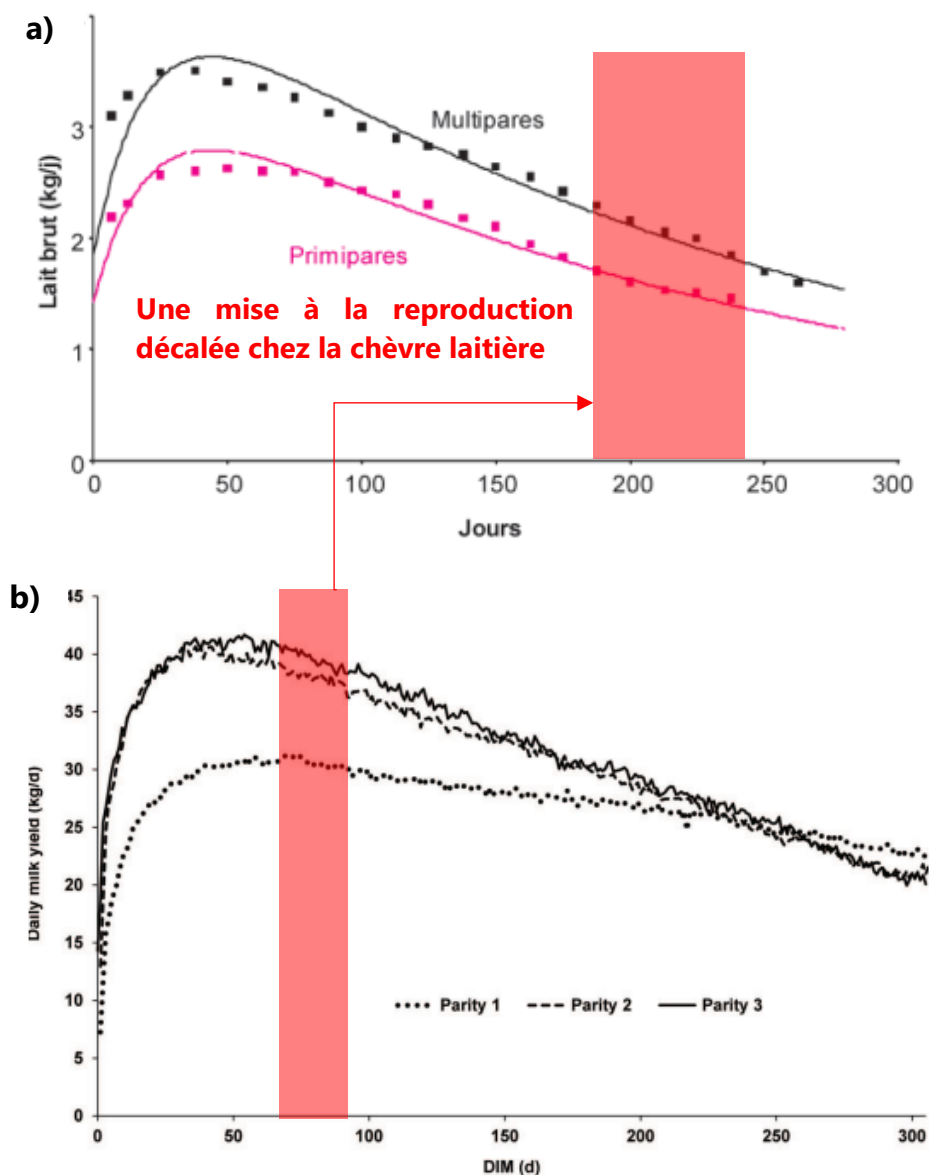 a)
3
2
1
0
Lait brut (kg/j)
Multipares
Primipares
Une mise à la reproduction
décalée chez la chèvre laitière
0 50 100 150 200 250 300
Jours
b)
45
40
35
30
25
20
15
10
5
0
Daily milk yield (kg/d)
Parity 1 Parity 2 Parity 3
0 50 100 150 200 250 300
DIM (d)